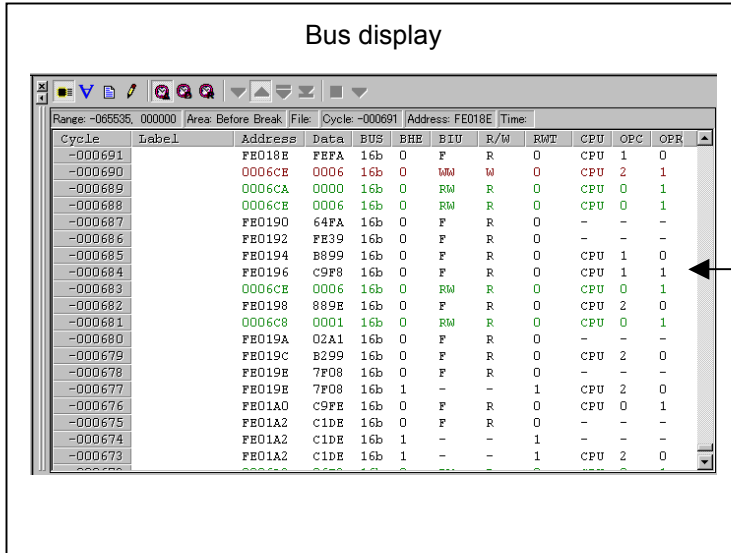 Bus display
Range: -065535, 000000 Area: Before Break File: Cycle: -000691 Address: FE018E Time:
Cycle Label Address Data BUS BHE BIU R/W RWT CPU OPC OPR
-000691 FE018E FEFA 16b 0 F R 0 CPU 1 0
-000690 0006CE 0006 16b 0 WW W 0 CPU 2 1
-000689 0006CA 0000 16b 0 RW R 0 CPU 0 1
-000688 0006CE 0006 16b 0 RW R 0 CPU 0 1
-000687 FE0190 64FA 16b 0 F R 0 - - -
-000686 FE0192 FE39 16b 0 F R 0 - - -
-000685 FE0194 B899 16b 0 F R 0 CPU 1 0
-000684 FE0196 C9F8 16b 0 F R 0 CPU 1 1
-000683 0006CE 0006 16b 0 RW R 0 CPU 0 1
-000682 FE0198 889E 16b 0 F R 0 CPU 2 0
-000681 0006C8 0001 16b 0 RW R 0 CPU 0 1
-000680 FE019A 02A1 16b 0 F R 0 - - -
-000679 FE019C B299 16b 0 F R 0 CPU 2 0
-000678 FE019E 7F08 16b 0 F R 0 - - -
-000677 FE019E 7F08 16b 1 - - 1 CPU 2 0
-000676 FE01A0 C9FE 16b 0 F R 0 CPU 0 1
-000675 FE01A2 C1DE 16b 0 F R 0 - - -
-000674 FE01A2 C1DE 16b 1 - - 1 - - -
-000673 FE01A2 C1DE 16b 1 - - 1 CPU 2 0